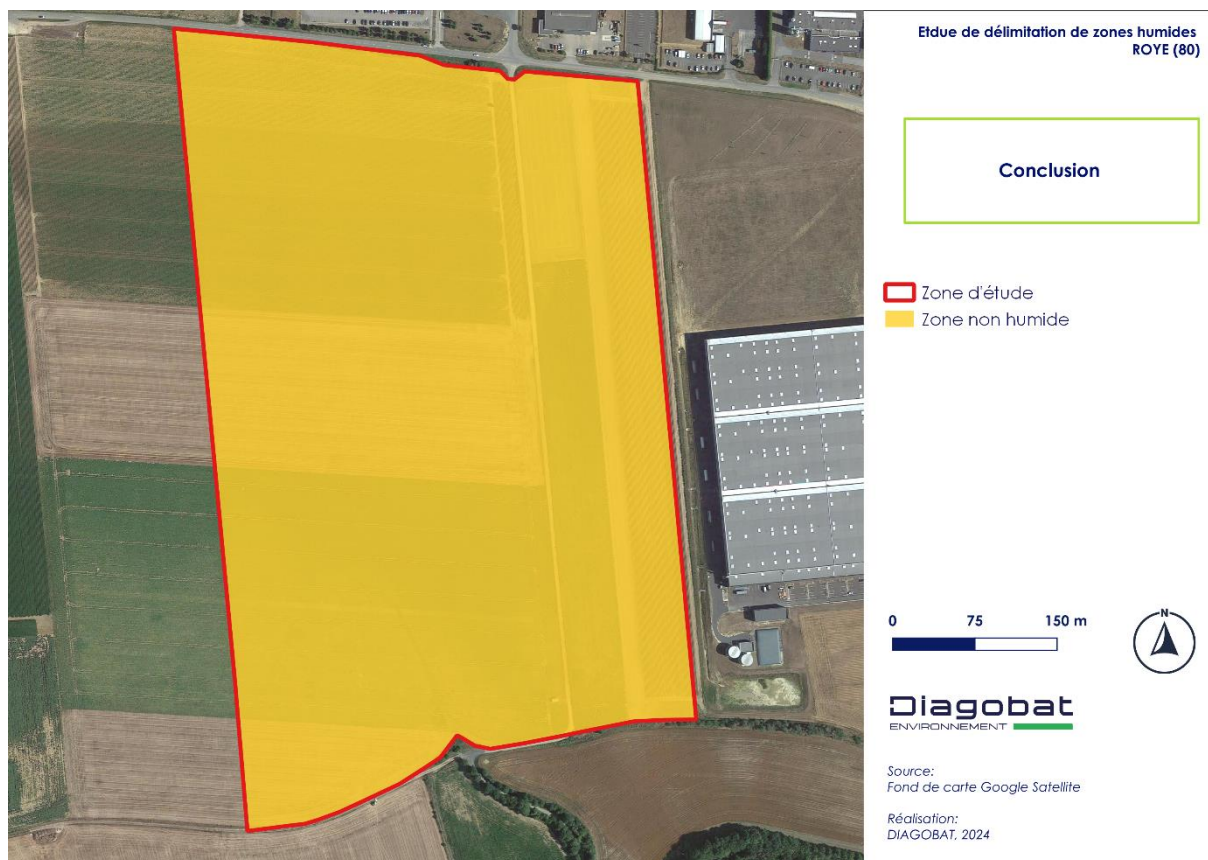 Etdue de délimitation de zones humides
ROYE (80)
Conclusion
Zone d'étude
Zone non humide
0 75 150 m
N
Diagobat
ENVIRONNEMENT
Source:
Fond de carte Google Satellite
Réalisation:
DIAGOBAT, 2024